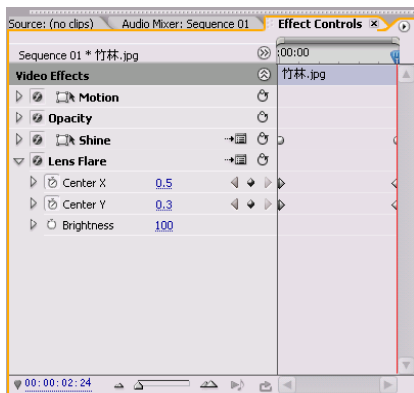 Source: (no clips) Audio Mixer: Sequence 01 Effect Controls
Sequence 01 * 竹林.jpg :00:00
Video Effects 竹林.jpg
Motion
Opacity
Shine
Lens Flare
Center X 0.5
Center Y 0.3
Brightness 100
00:00:02:24